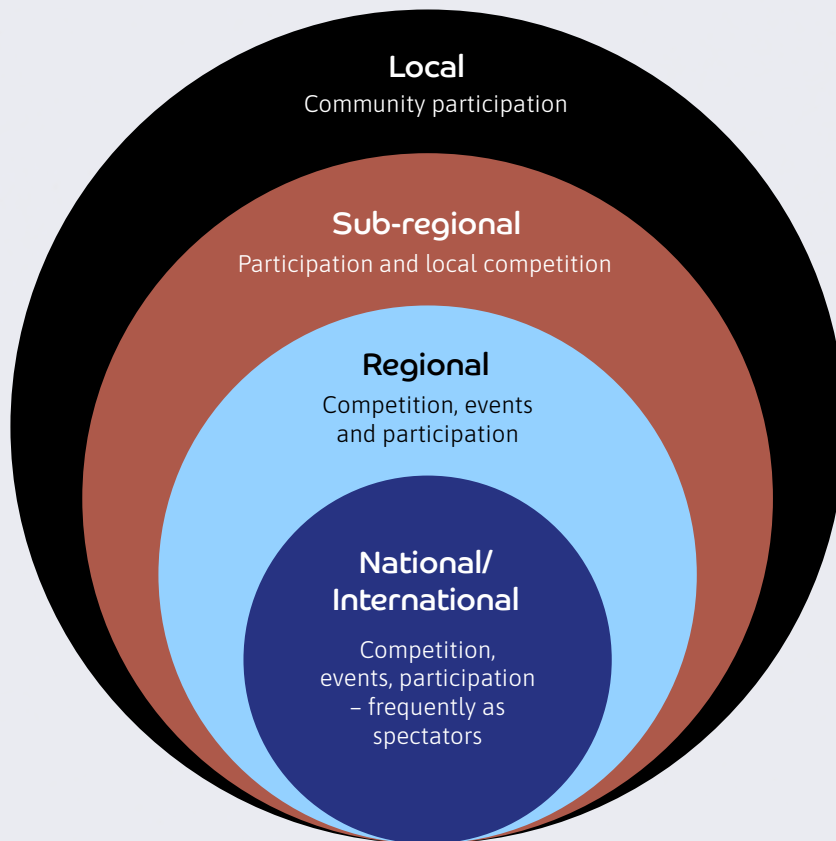 Local
Community participation
Sub-regional
Participation and local competition
Regional
Competition, events
and participation
National/
International
Competition,
events, participation
– frequently as
spectators